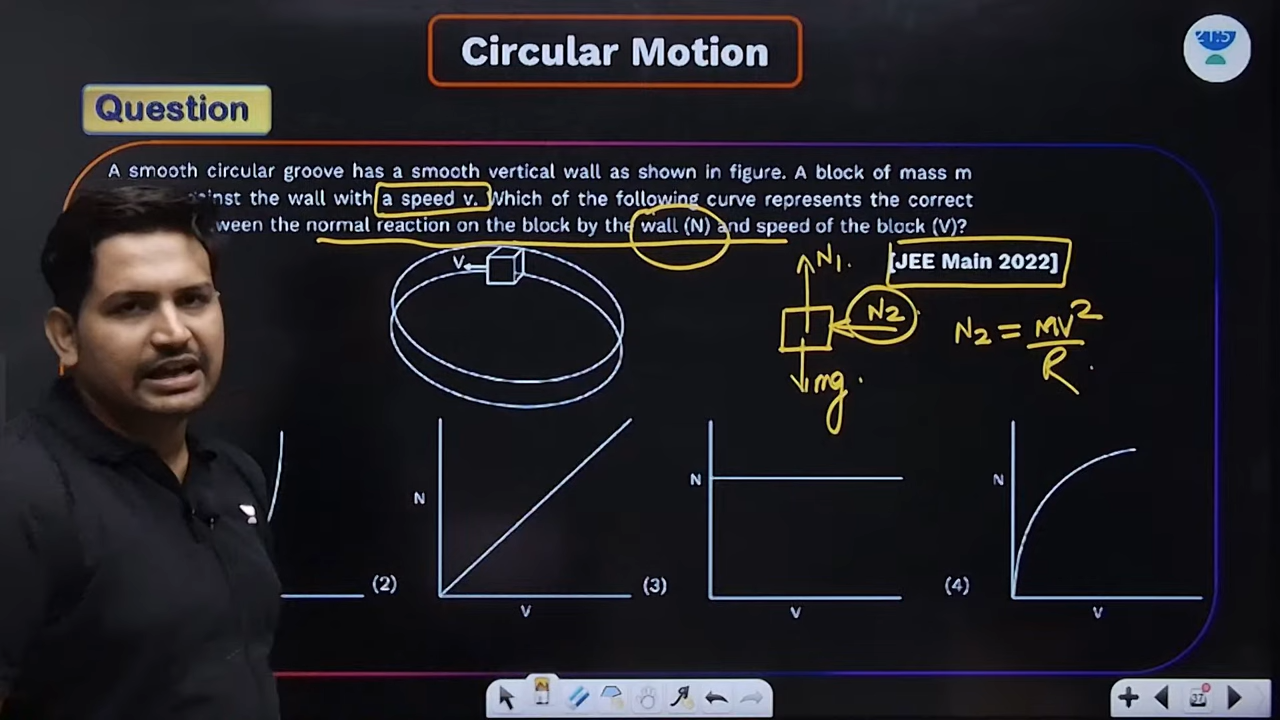 Circular Motion
Question
A smooth circular groove has a smooth vertical wall as shown in figure. A block of mass m
the wall with a speed v. Which of the following curve represents the correct
the normal reaction on the block by the wall (N) and speed of the block (V)?
[JEE Main 2022]
V
N1
N2
mg
N2 = mv²/R
N
V
(2)
N
V
(3)
N
V
(4)
37